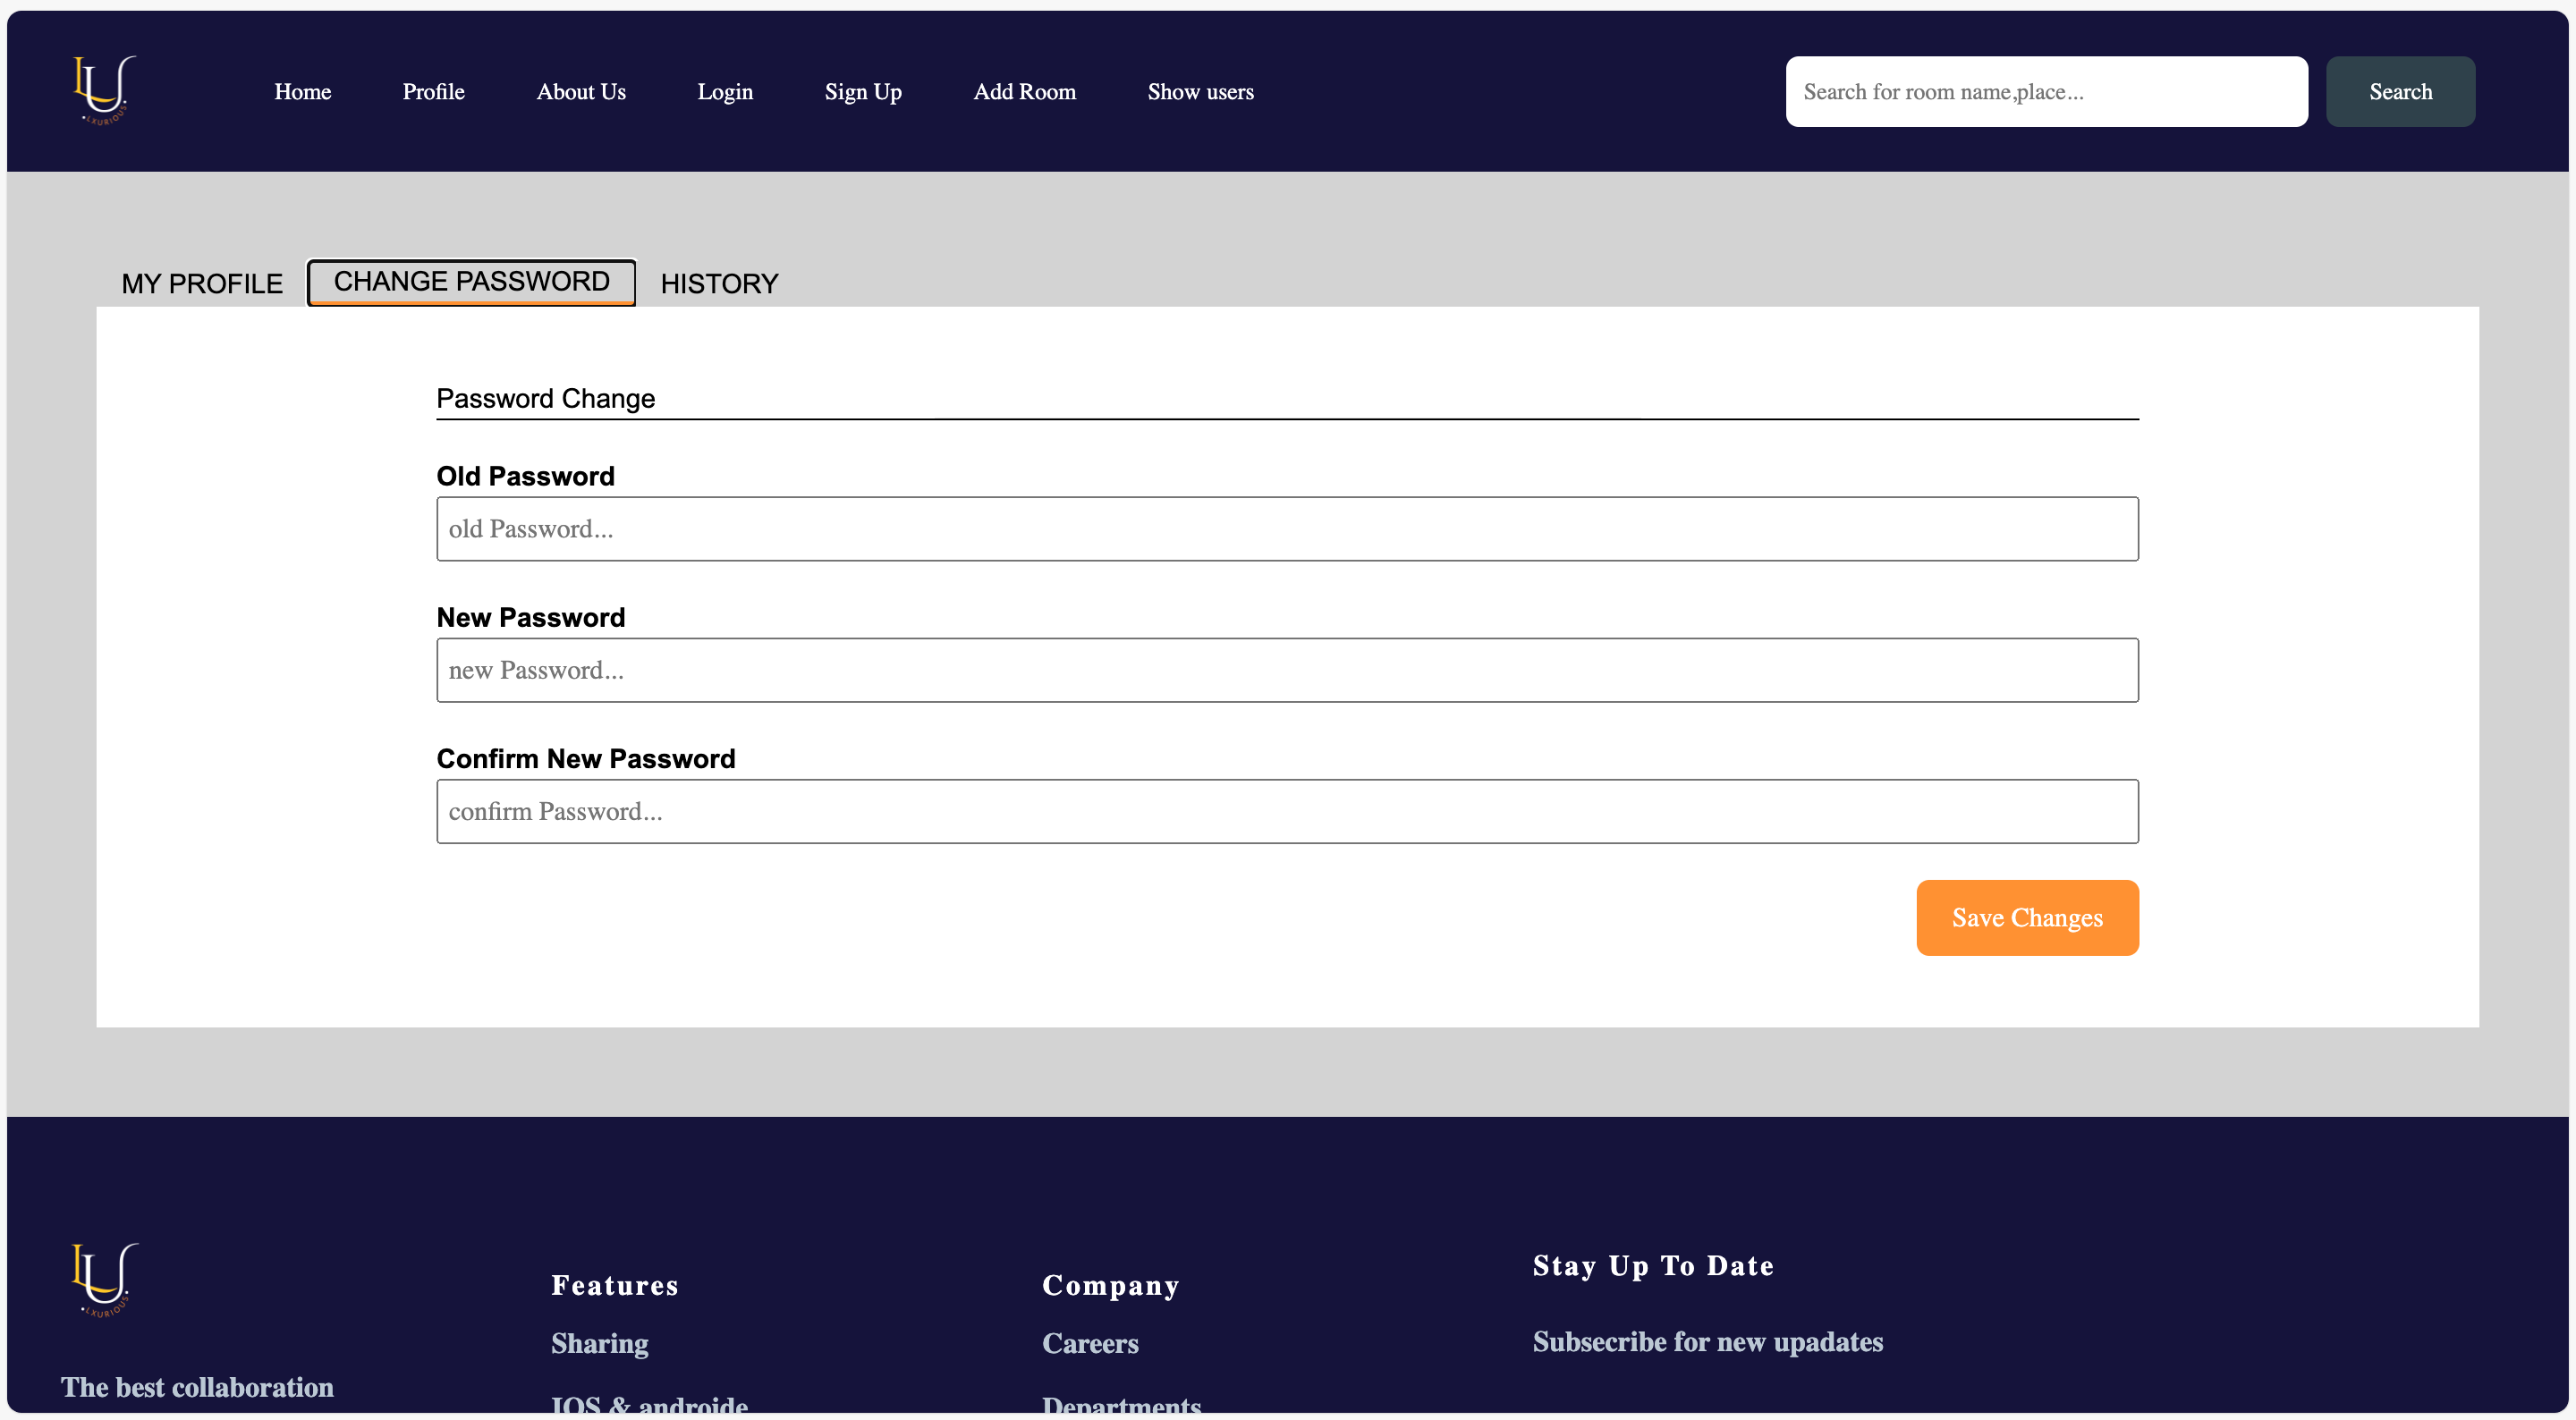 LU
LXURIOUS
Home
Profile
About Us
Login
Sign Up
Add Room
Show users
Search for room name,place...
Search
MY PROFILE
CHANGE PASSWORD
HISTORY
Password Change
Old Password
old Password...
New Password
new Password...
Confirm New Password
confirm Password...
Save Changes
LU
LXURIOUS
The best collaboration
Features
Sharing
IOS & androide
Company
Careers
Departments
Stay Up To Date
Subsecribe for new upadates